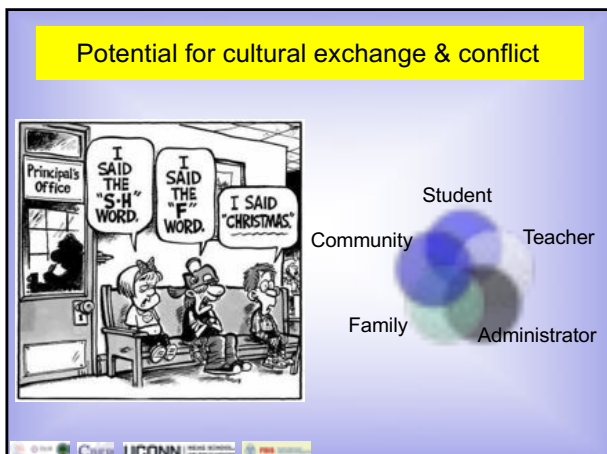 Potential for cultural exchange & conflict
Principal's
Office
I
SAID
THE
"S·H"
WORD.
I
SAID
THE
"F"
WORD.
I SAID
"CHRISTMAS."
Student
Community
Teacher
Family
Administrator
UCONN